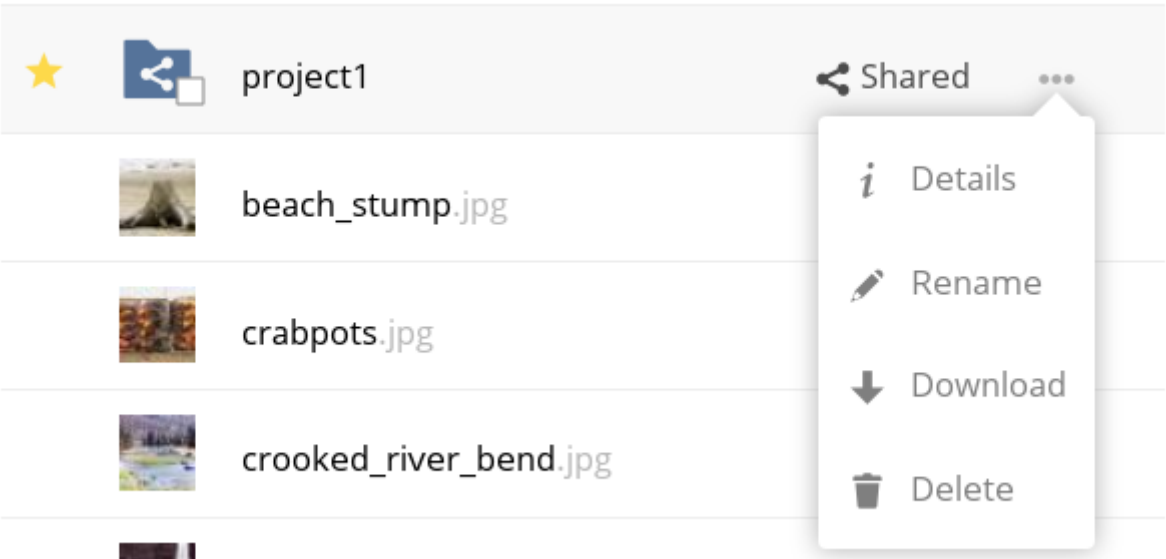 project1 Shared
Details
beach_stump.jpg
Rename
crabpots.jpg
Download
crooked_river_bend.jpg
Delete